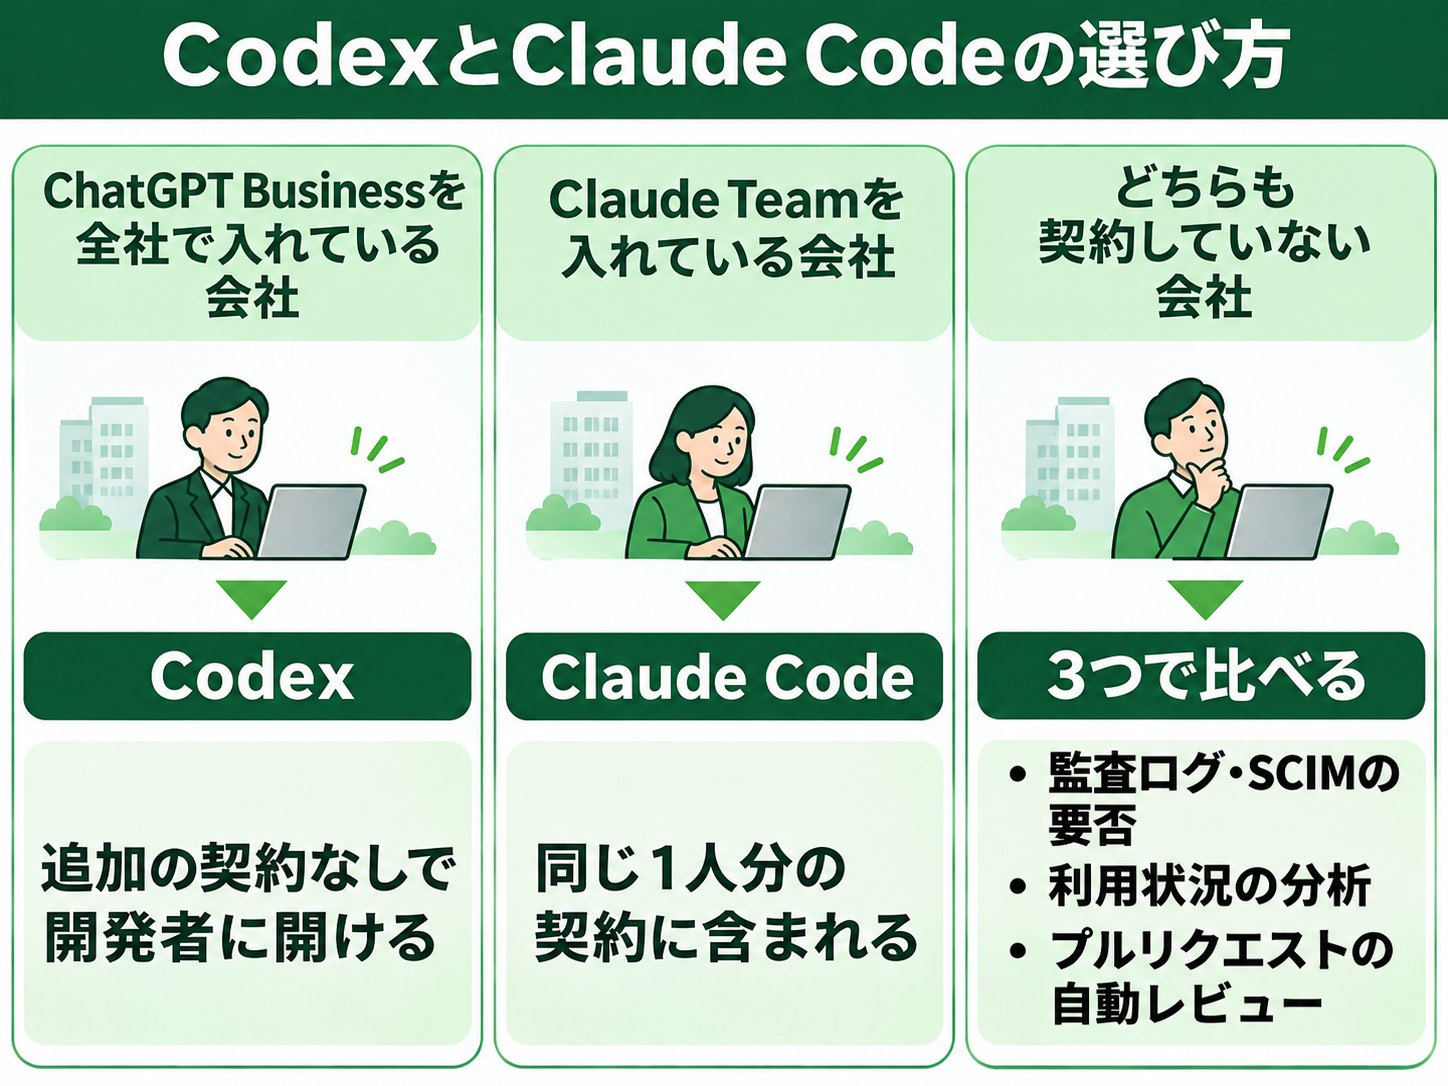 CodexとClaude Codeの選び方
ChatGPT Businessを
全社で入れている
会社
Codex
追加の契約なしで
開発者に開ける
Claude Teamを
入れている会社
Claude Code
同じ1人分の
契約に含まれる
どちらも
契約していない
会社
3つで比べる
• 監査ログ・SCIMの
要否
• 利用状況の分析
• プルリクエストの
自動レビュー